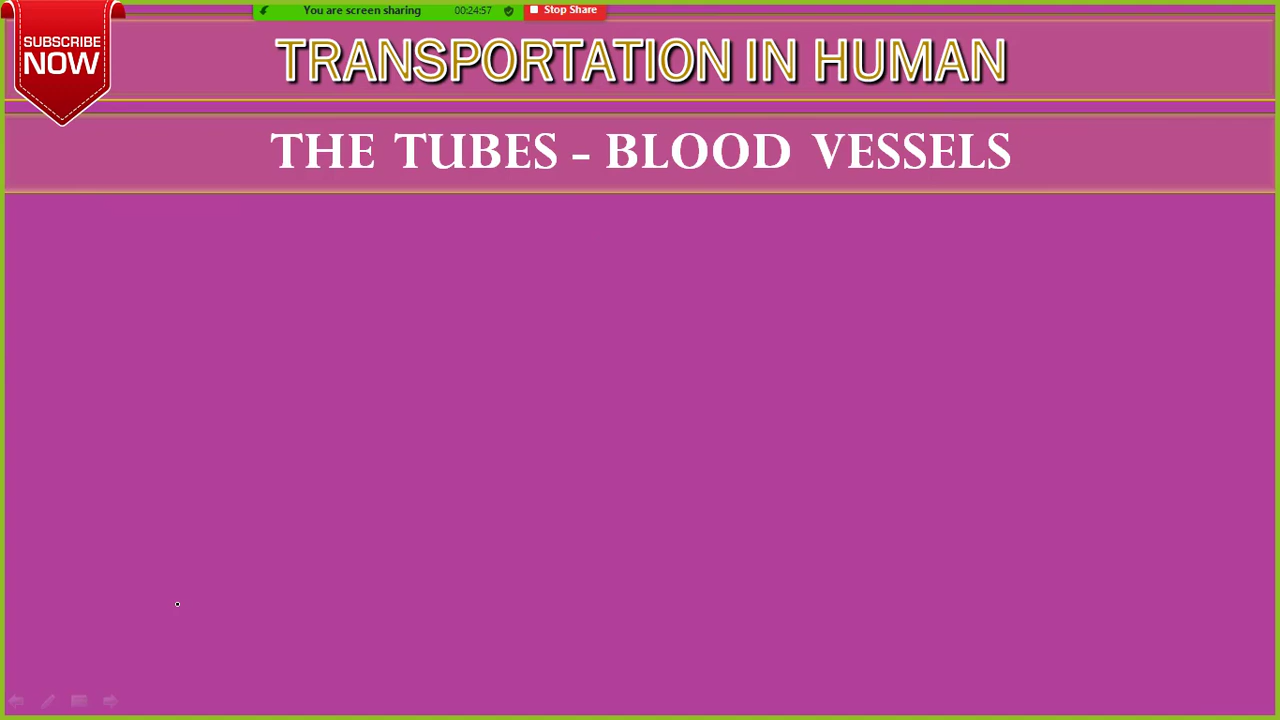 You are screen sharing 00:24:57 Stop Share
SUBSCRIBE
NOW
TRANSPORTATION IN HUMAN
THE TUBES - BLOOD VESSELS